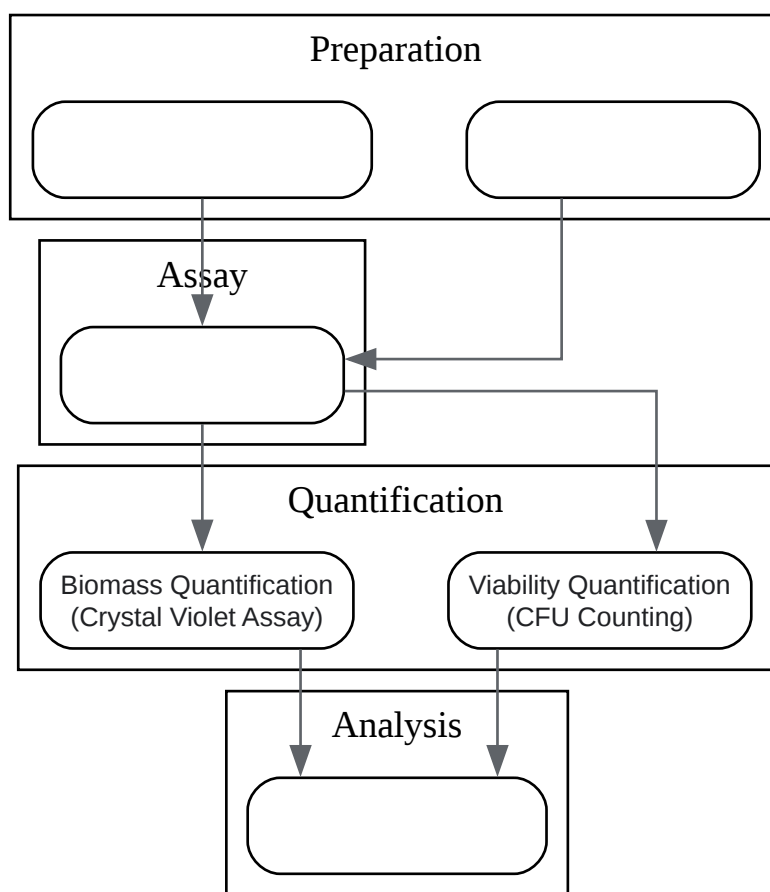 Preparation
Assay
Quantification
Biomass Quantification
(Crystal Violet Assay)
Viability Quantification
(CFU Counting)
Analysis